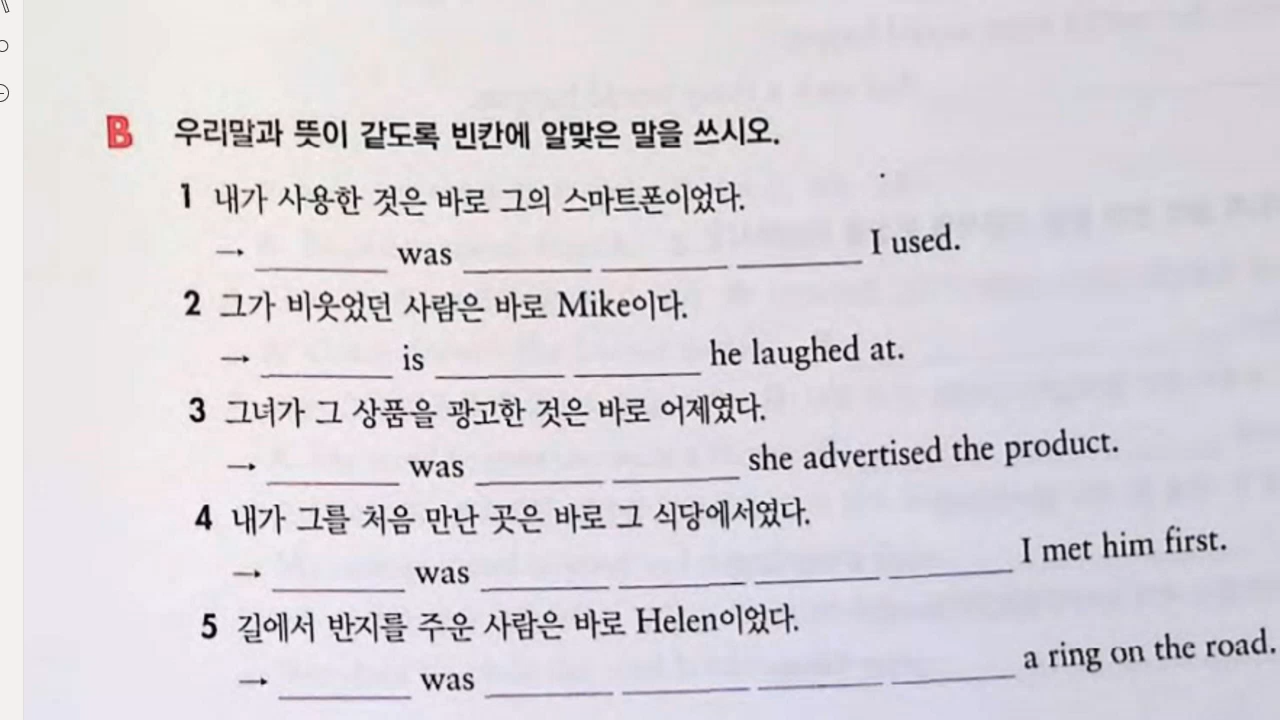 B 우리말과 뜻이 같도록 빈칸에 알맞은 말을 쓰시오.
1 내가 사용한 것은 바로 그의 스마트폰이었다.
→ ________ was ________ ________ ________ I used.
2 그가 비웃었던 사람은 바로 Mike이다.
→ ________ is ________ ________ he laughed at.
3 그녀가 그 상품을 광고한 것은 바로 어제였다.
→ ________ was ________ ________ she advertised the product.
4 내가 그를 처음 만난 곳은 바로 그 식당에서였다.
→ ________ was ________ ________ ________ ________ I met him first.
5 길에서 반지를 주운 사람은 바로 Helen이었다.
→ ________ was ________ ________ ________ ________ a ring on the road.